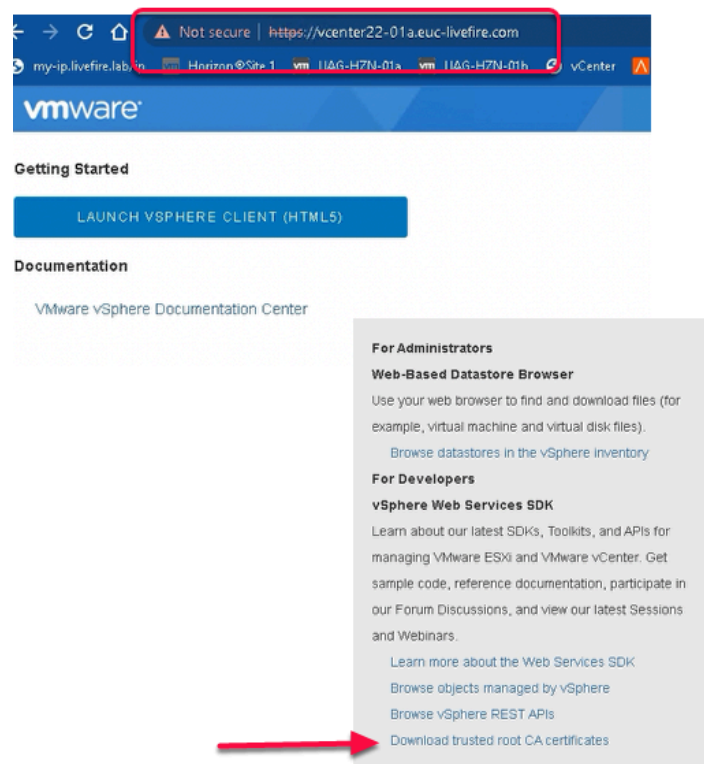 Not secure | https://vcenter22-01a.euc-livefire.com
my-ip.livefire.lab/in Horizon®Site 1 UAG-HZN-01a UAG-HZN-01b vCenter
vmware
Getting Started
LAUNCH VSPHERE CLIENT (HTML5)
Documentation
VMware vSphere Documentation Center
For Administrators
Web-Based Datastore Browser
Use your web browser to find and download files (for
example, virtual machine and virtual disk files).
Browse datastores in the vSphere inventory
For Developers
vSphere Web Services SDK
Learn about our latest SDKs, Toolkits, and APIs for
managing VMware ESXi and VMware vCenter. Get
sample code, reference documentation, participate in
our Forum Discussions, and view our latest Sessions
and Webinars.
Learn more about the Web Services SDK
Browse objects managed by vSphere
Browse vSphere REST APIs
Download trusted root CA certificates